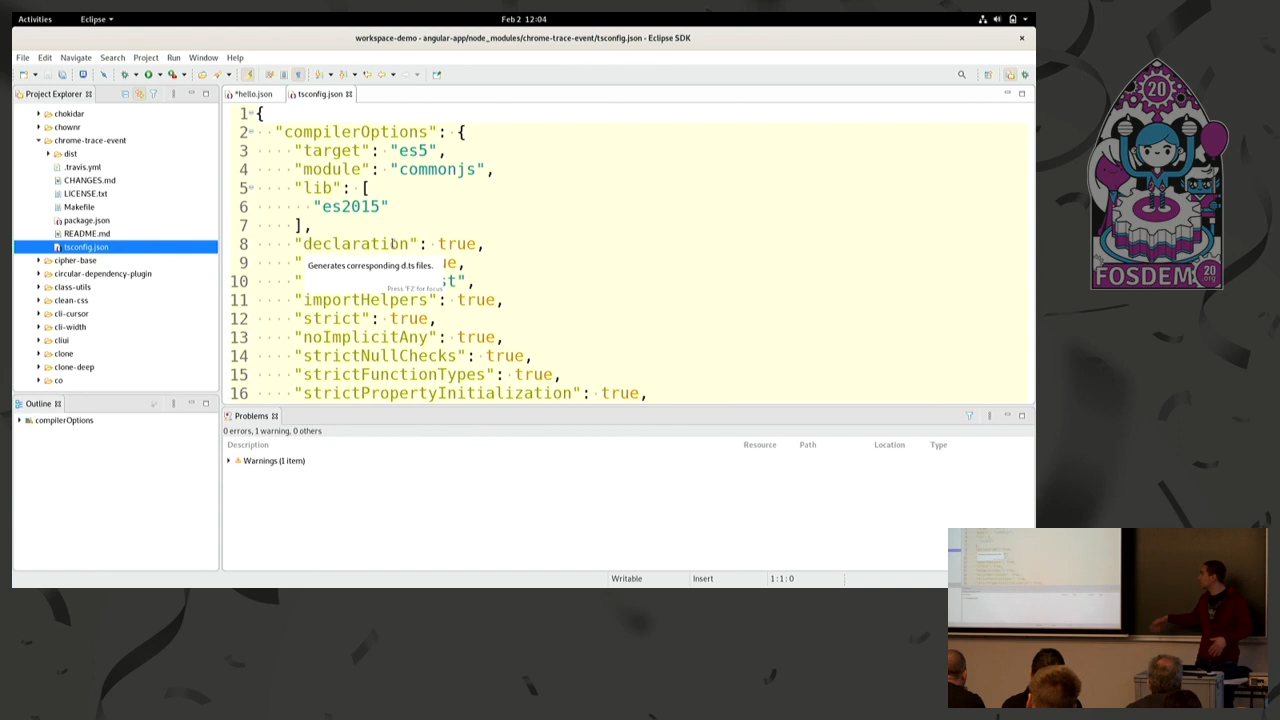 Activities
Eclipse
Feb 2 12:04
workspace-demo - angular-app/node_modules/chrome-trace-event/tsconfig.json - Eclipse SDK
File Edit Navigate Search Project Run Window Help
Project Explorer
*hello.json
tsconfig.json
chokidar
chownr
chrome-trace-event
dist
.travis.yml
CHANGES.md
LICENSE.txt
Makefile
package.json
README.md
tsconfig.json
cipher-base
circular-dependency-plugin
class-utils
clean-css
cli-cursor
cli-width
cliui
clone
clone-deep
co
1 {
2 "compilerOptions": {
3 "target": "es5",
4 "module": "commonjs",
5 "lib": [
6 "es2015"
7 ],
8 "declaration": true,
9 " ue,
Generates corresponding d.ts files.
10 " t",
Press 'F2' for focus
11 "importHelpers": true,
12 "strict": true,
13 "noImplicitAny": true,
14 "strictNullChecks": true,
15 "strictFunctionTypes": true,
16 "strictPropertyInitialization": true,
Outline
compilerOptions
Problems
0 errors, 1 warning, 0 others
Description Resource Path Location Type
Warnings (1 item)
Writable Insert 1:1:0
20
FOSDEM
20
.org